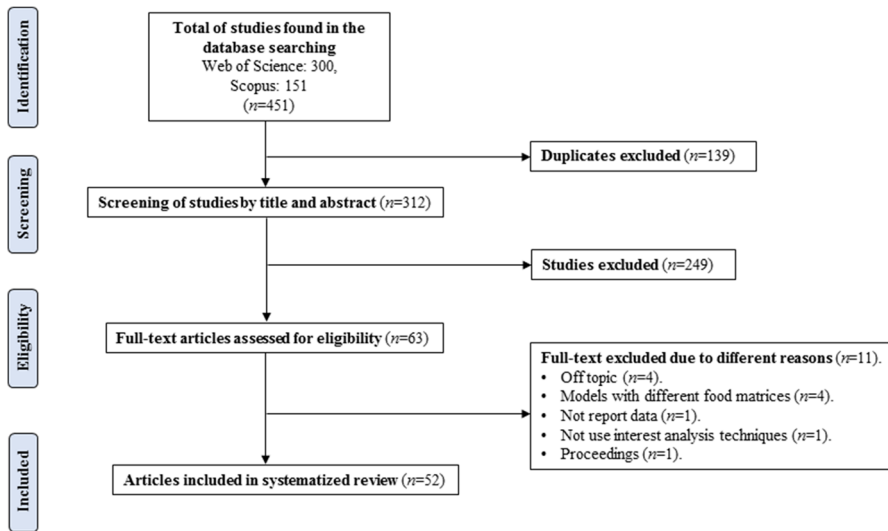 Identification
Total of studies found in the
database searching
Web of Science: 300,
Scopus: 151
(n=451)
Duplicates excluded (n=139)
Screening
Screening of studies by title and abstract (n=312)
Studies excluded (n=249)
Eligibility
Full-text articles assessed for eligibility (n=63)
Full-text excluded due to different reasons (n=11).
• Off topic (n=4).
• Models with different food matrices (n=4).
• Not report data (n=1).
• Not use interest analysis techniques (n=1).
• Proceedings (n=1).
Included
Articles included in systematized review (n=52)